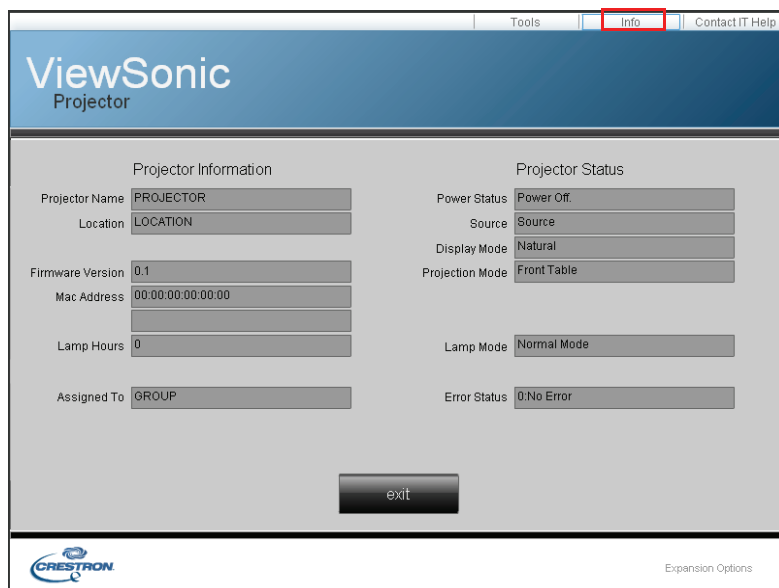 Tools Info Contact IT Help
ViewSonic
Projector
Projector Information
Projector Name PROJECTOR
Location LOCATION
Firmware Version 0.1
Mac Address 00:00:00:00:00:00
Lamp Hours 0
Assigned To GROUP
Projector Status
Power Status Power Off.
Source Source
Display Mode Natural
Projection Mode Front Table
Lamp Mode Normal Mode
Error Status 0:No Error
exit
CRESTRON
Expansion Options